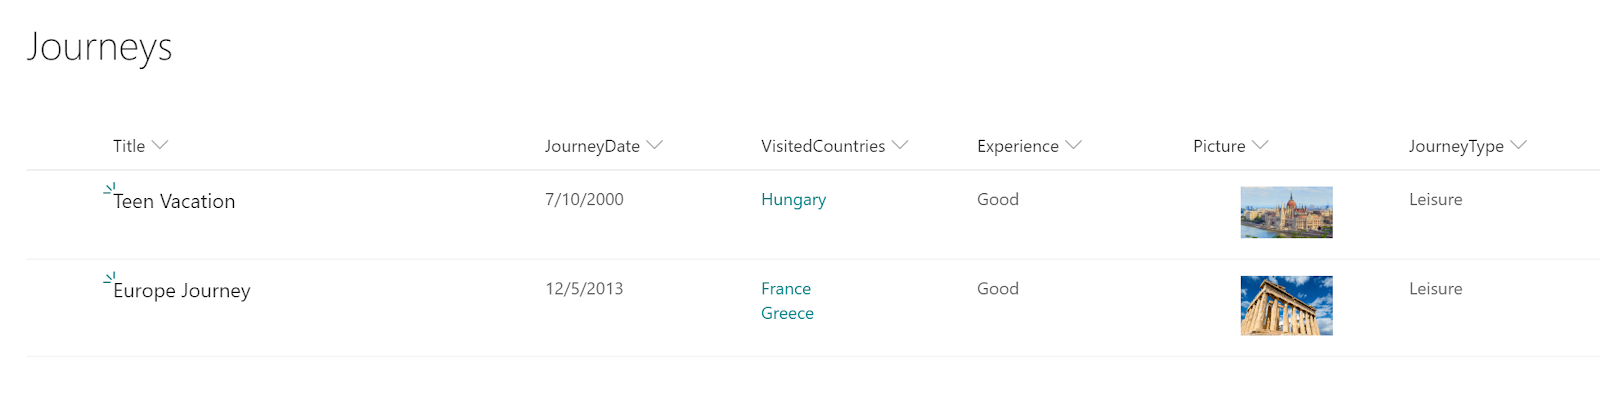 Journeys
Title JourneyDate VisitedCountries Experience Picture JourneyType
Teen Vacation 7/10/2000 Hungary Good Leisure
Europe Journey 12/5/2013 France Good Leisure
Greece